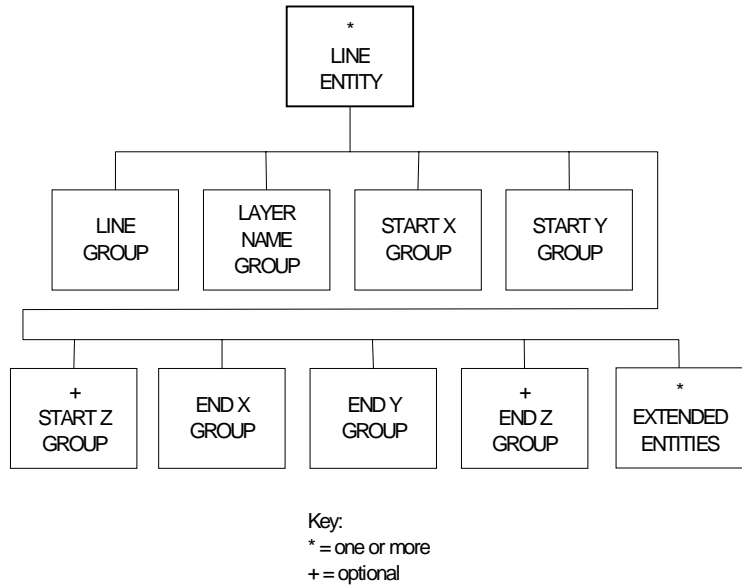 *
LINE
ENTITY
LINE
GROUP
LAYER
NAME
GROUP
START X
GROUP
START Y
GROUP
+
START Z
GROUP
END X
GROUP
END Y
GROUP
+
END Z
GROUP
*
EXTENDED
ENTITIES
Key:
* = one or more
+ = optional